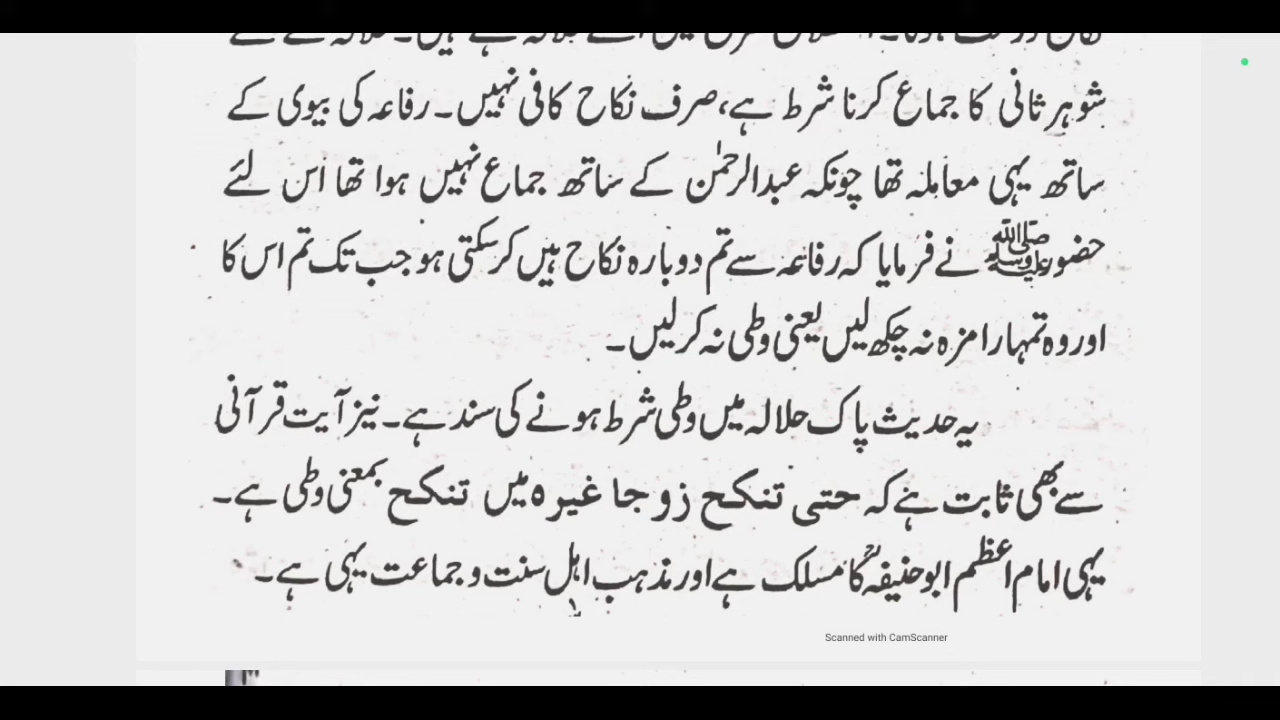 شوہر ثانی کا جماع کرنا شرط ہے، صرف نکاح کافی نہیں۔ رفاعہ کی بیوی کے
ساتھ یہی معاملہ تھا چونکہ عبدالرحمٰن کے ساتھ جماع نہیں ہوا تھا اس لئے
حضور ﷺ نے فرمایا کہ رفاعہ سے تم دوبارہ نکاح ہیں کر سکتی ہو جب تک تم اس کا
اور وہ تمہارا مزہ نہ چکھ لیں یعنی وطی نہ کر لیں۔
یہ حدیث پاک حلالہ میں وطی شرط ہونے کی سند ہے۔ نیز آیت قرآنی
سے بھی ثابت ہے کہ حتی تنکح زوجا غیرہ میں تنکح بمعنی وطی ہے۔
یہی امام اعظم ابوحنیفہؒ کا مسلک ہے اور مذہب اہل سنت و جماعت یہی ہے۔
Scanned with CamScanner